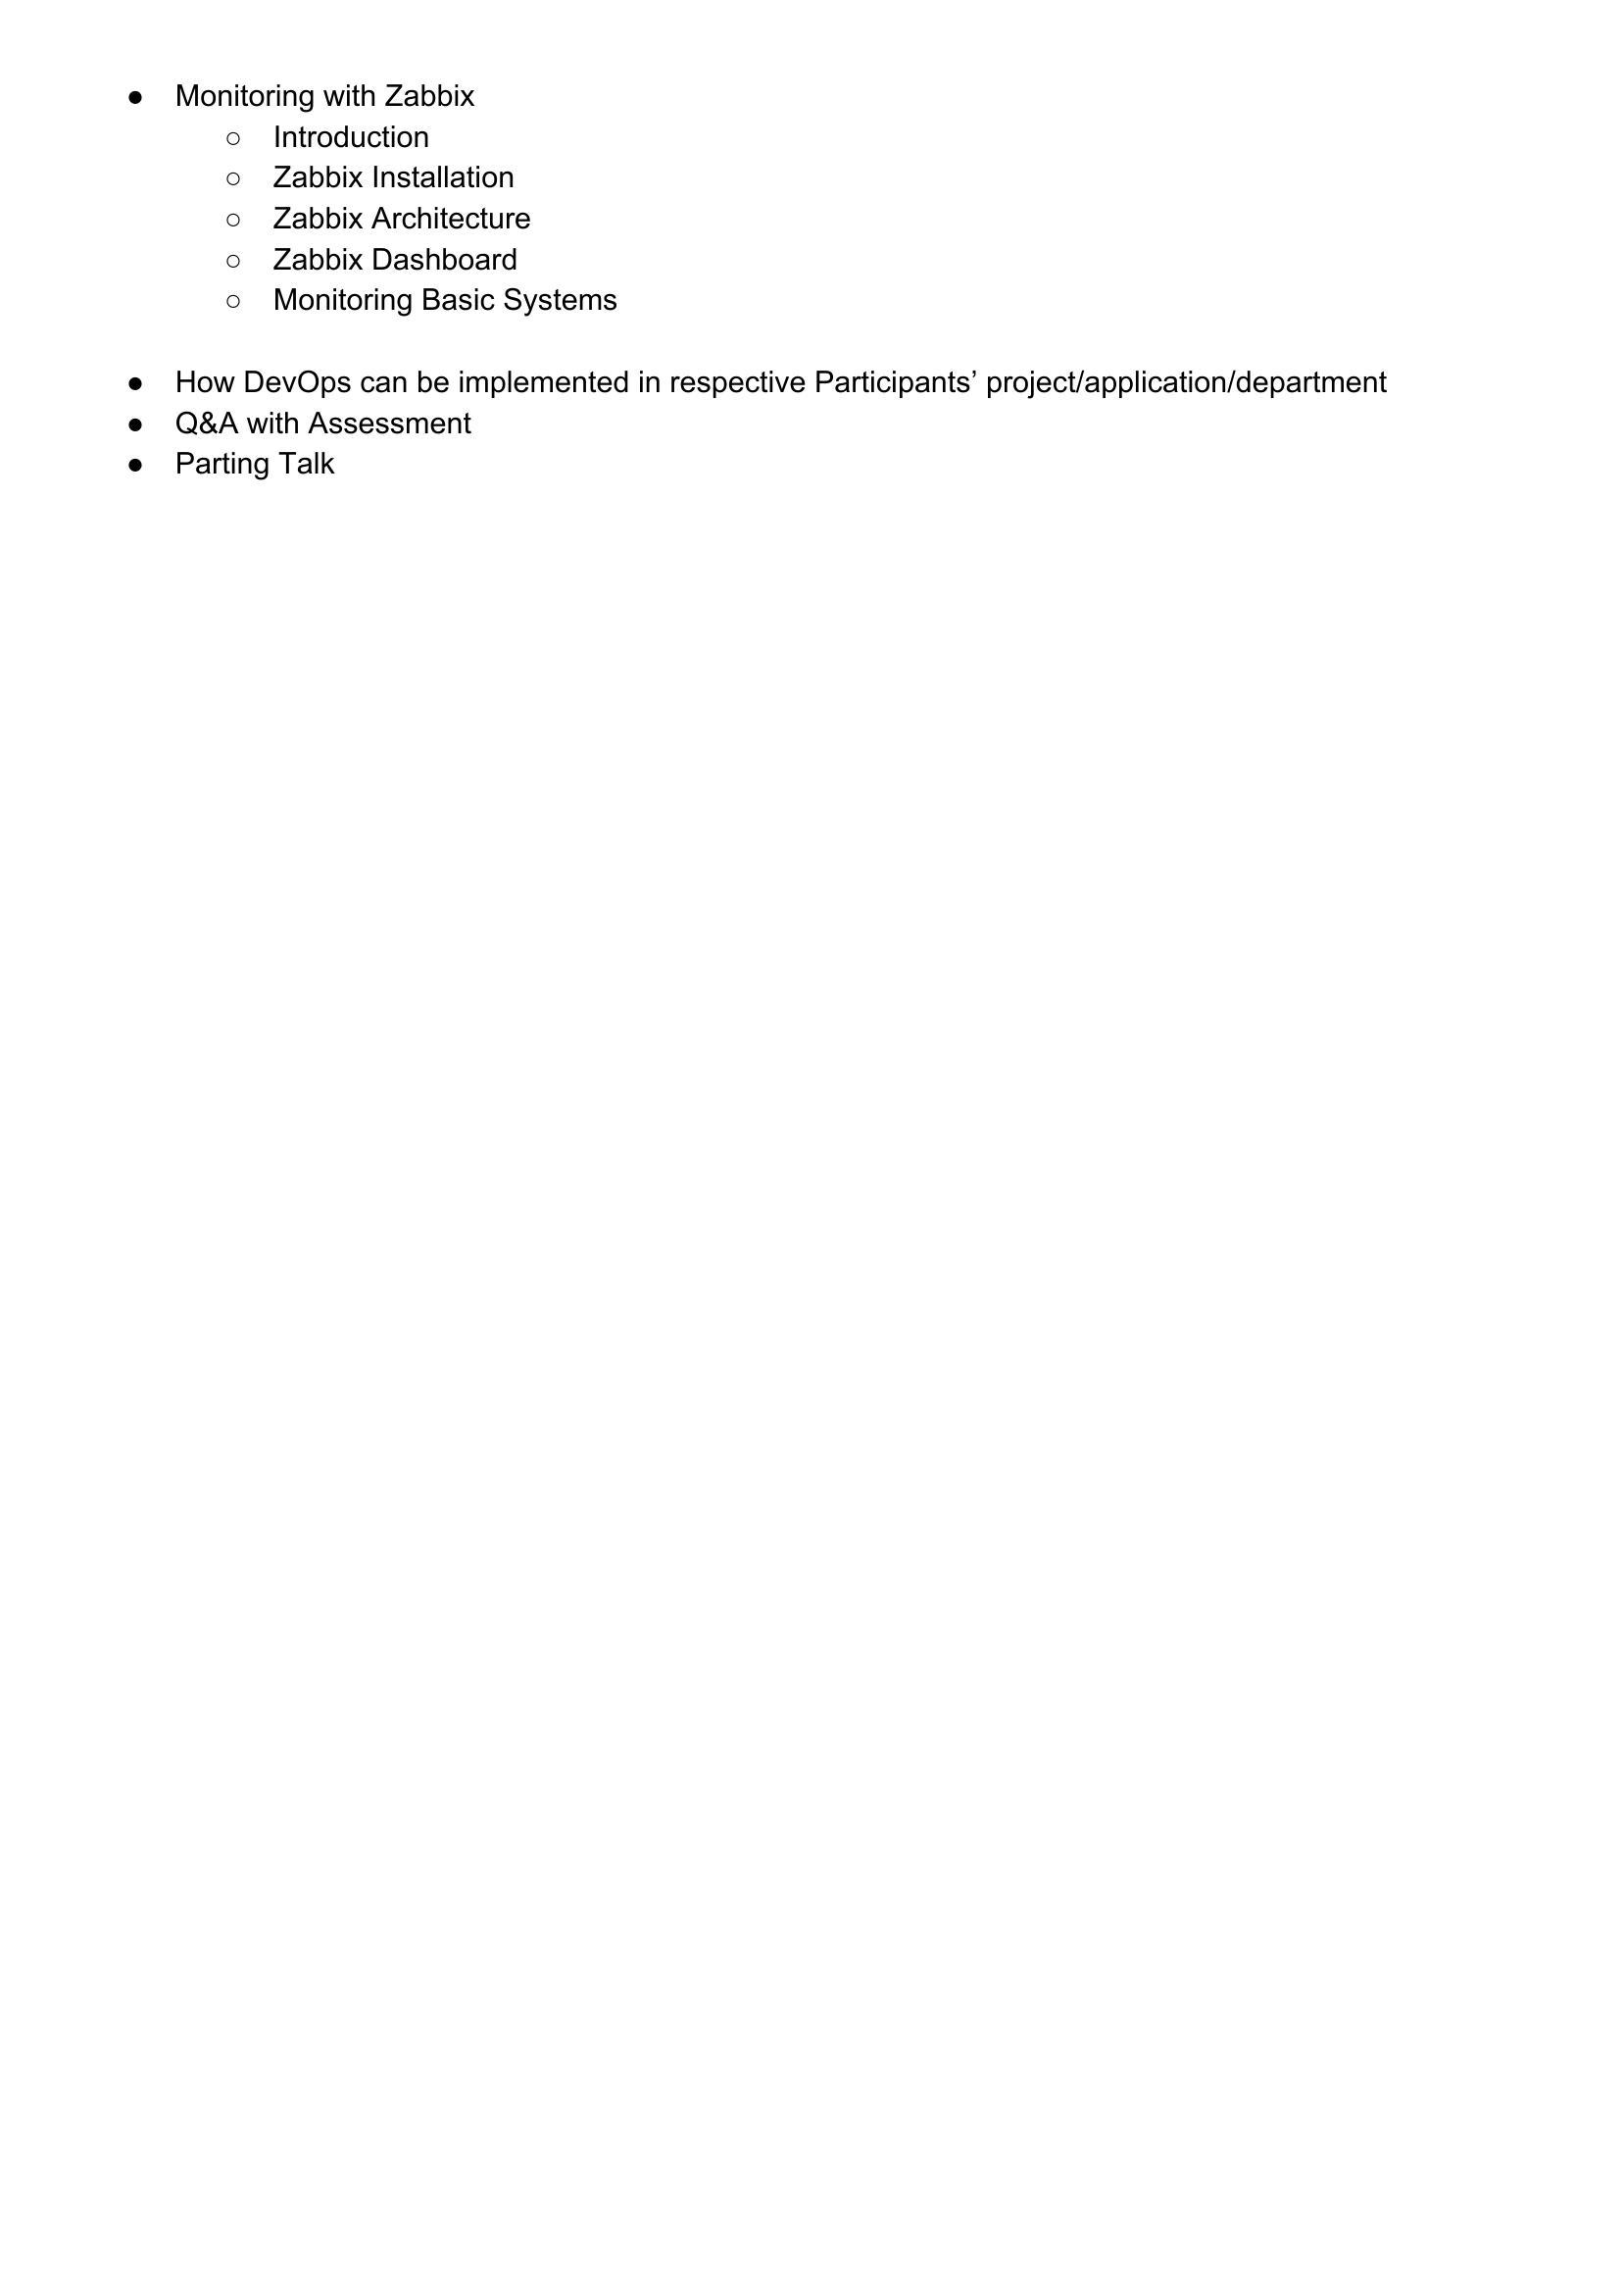 ● Monitoring with Zabbix
○ Introduction
○ Zabbix Installation
○ Zabbix Architecture
○ Zabbix Dashboard
○ Monitoring Basic Systems
● How DevOps can be implemented in respective Participants’ project/application/department
● Q&A with Assessment
● Parting Talk